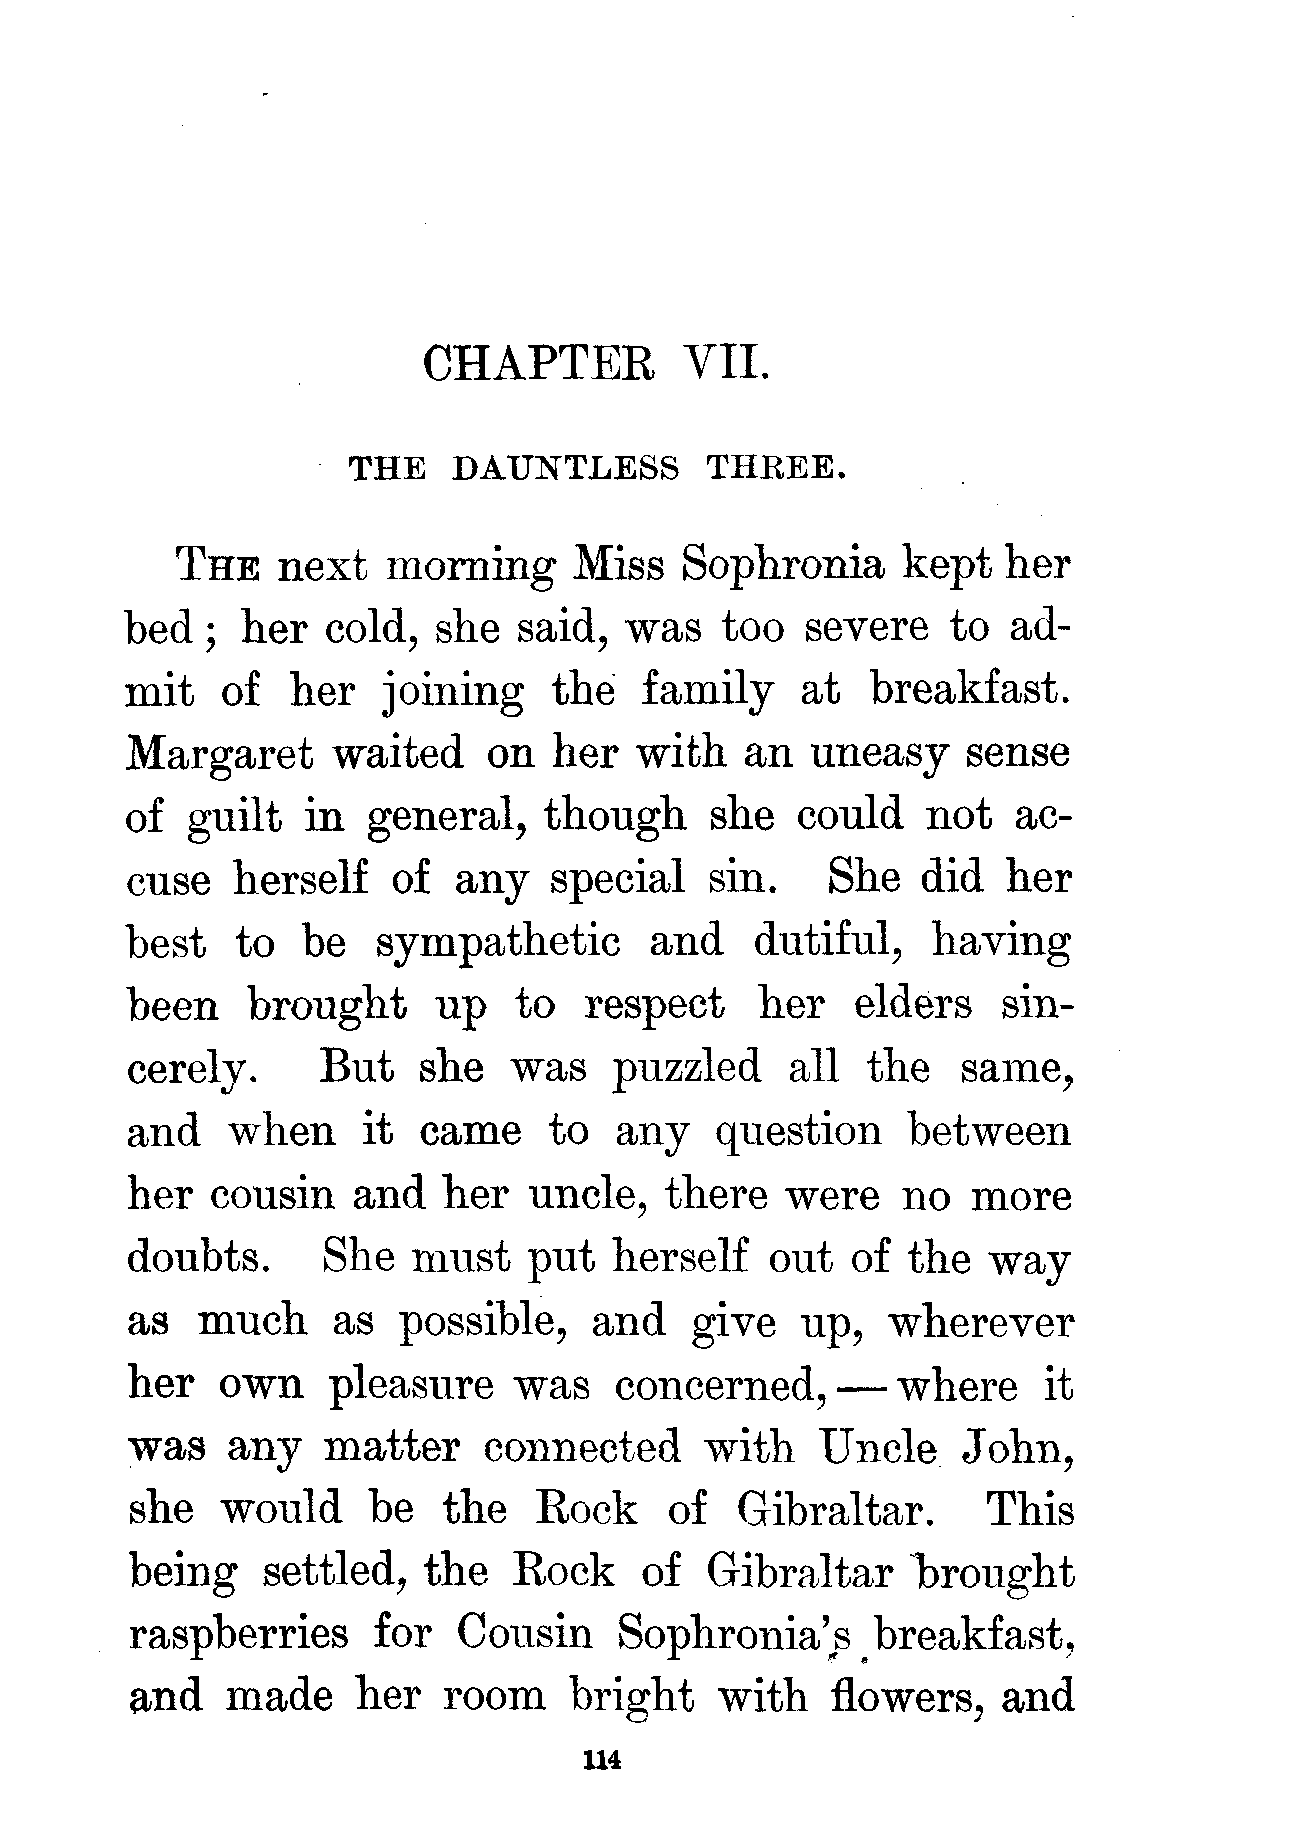 CHAPTER VII.
THE DAUNTLESS THREE.
THE next morning Miss Sophronia kept her
bed; her cold, she said, was too severe to ad-
mit of her joining the family at breakfast.
Margaret waited on her with an uneasy sense
of guilt in general, though she could not ac-
cuse herself of any special sin. She did her
best to be sympathetic and dutiful, having
been brought up to respect her elders sin-
cerely. But she was puzzled all the same,
and when it came to any question between
her cousin and her uncle, there were no more
doubts. She must put herself out of the way
as much as possible, and give up, wherever
her own pleasure was concerned,—where it
was any matter connected with Uncle John,
she would be the Rock of Gibraltar. This
being settled, the Rock of Gibraltar brought
raspberries for Cousin Sophronia's breakfast,
and made her room bright with flowers, and
114